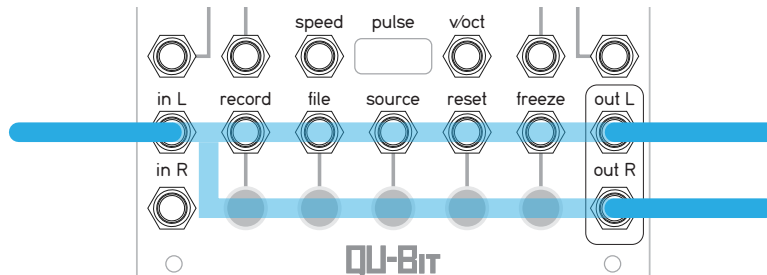 speed pulse v/oct
in L record file source reset freeze out L
in R out R
QU-BIT